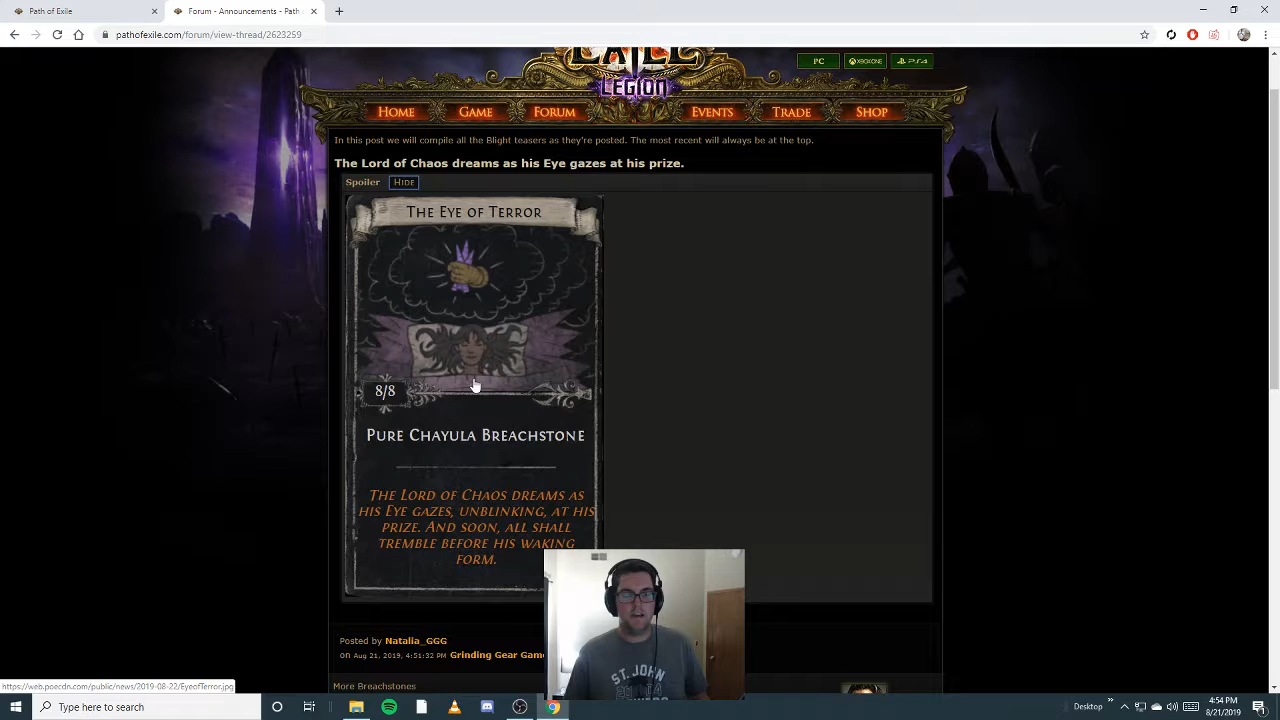 Path of Exile
Forum - Announcements - Path of
pathofexile.com/forum/view-thread/2623259
LEGION
PC
XBOX ONE
PS4
HOME
GAME
FORUM
EVENTS
TRADE
SHOP
In this post we will compile all the Blight teasers as they're posted. The most recent will always be at the top.
The Lord of Chaos dreams as his Eye gazes at his prize.
Spoiler HIDE
THE EYE OF TERROR
8/8
PURE CHAYULA BREACHSTONE
THE LORD OF CHAOS DREAMS AS
HIS EYE GAZES, UNBLINKING, AT HIS
PRIZE. AND SOON, ALL SHALL
TREMBLE BEFORE HIS WAKING
FORM.
ST. JOHN
Posted by Natalia_GGG
on Aug 21, 2019, 4:51:32 PM Grinding Gear Gam
More Breachstones
https://web.poecdn.com/public/news/2019-08-22/EyeofTerror.jpg
Type here to search
Desktop
4:54 PM
8/21/2019